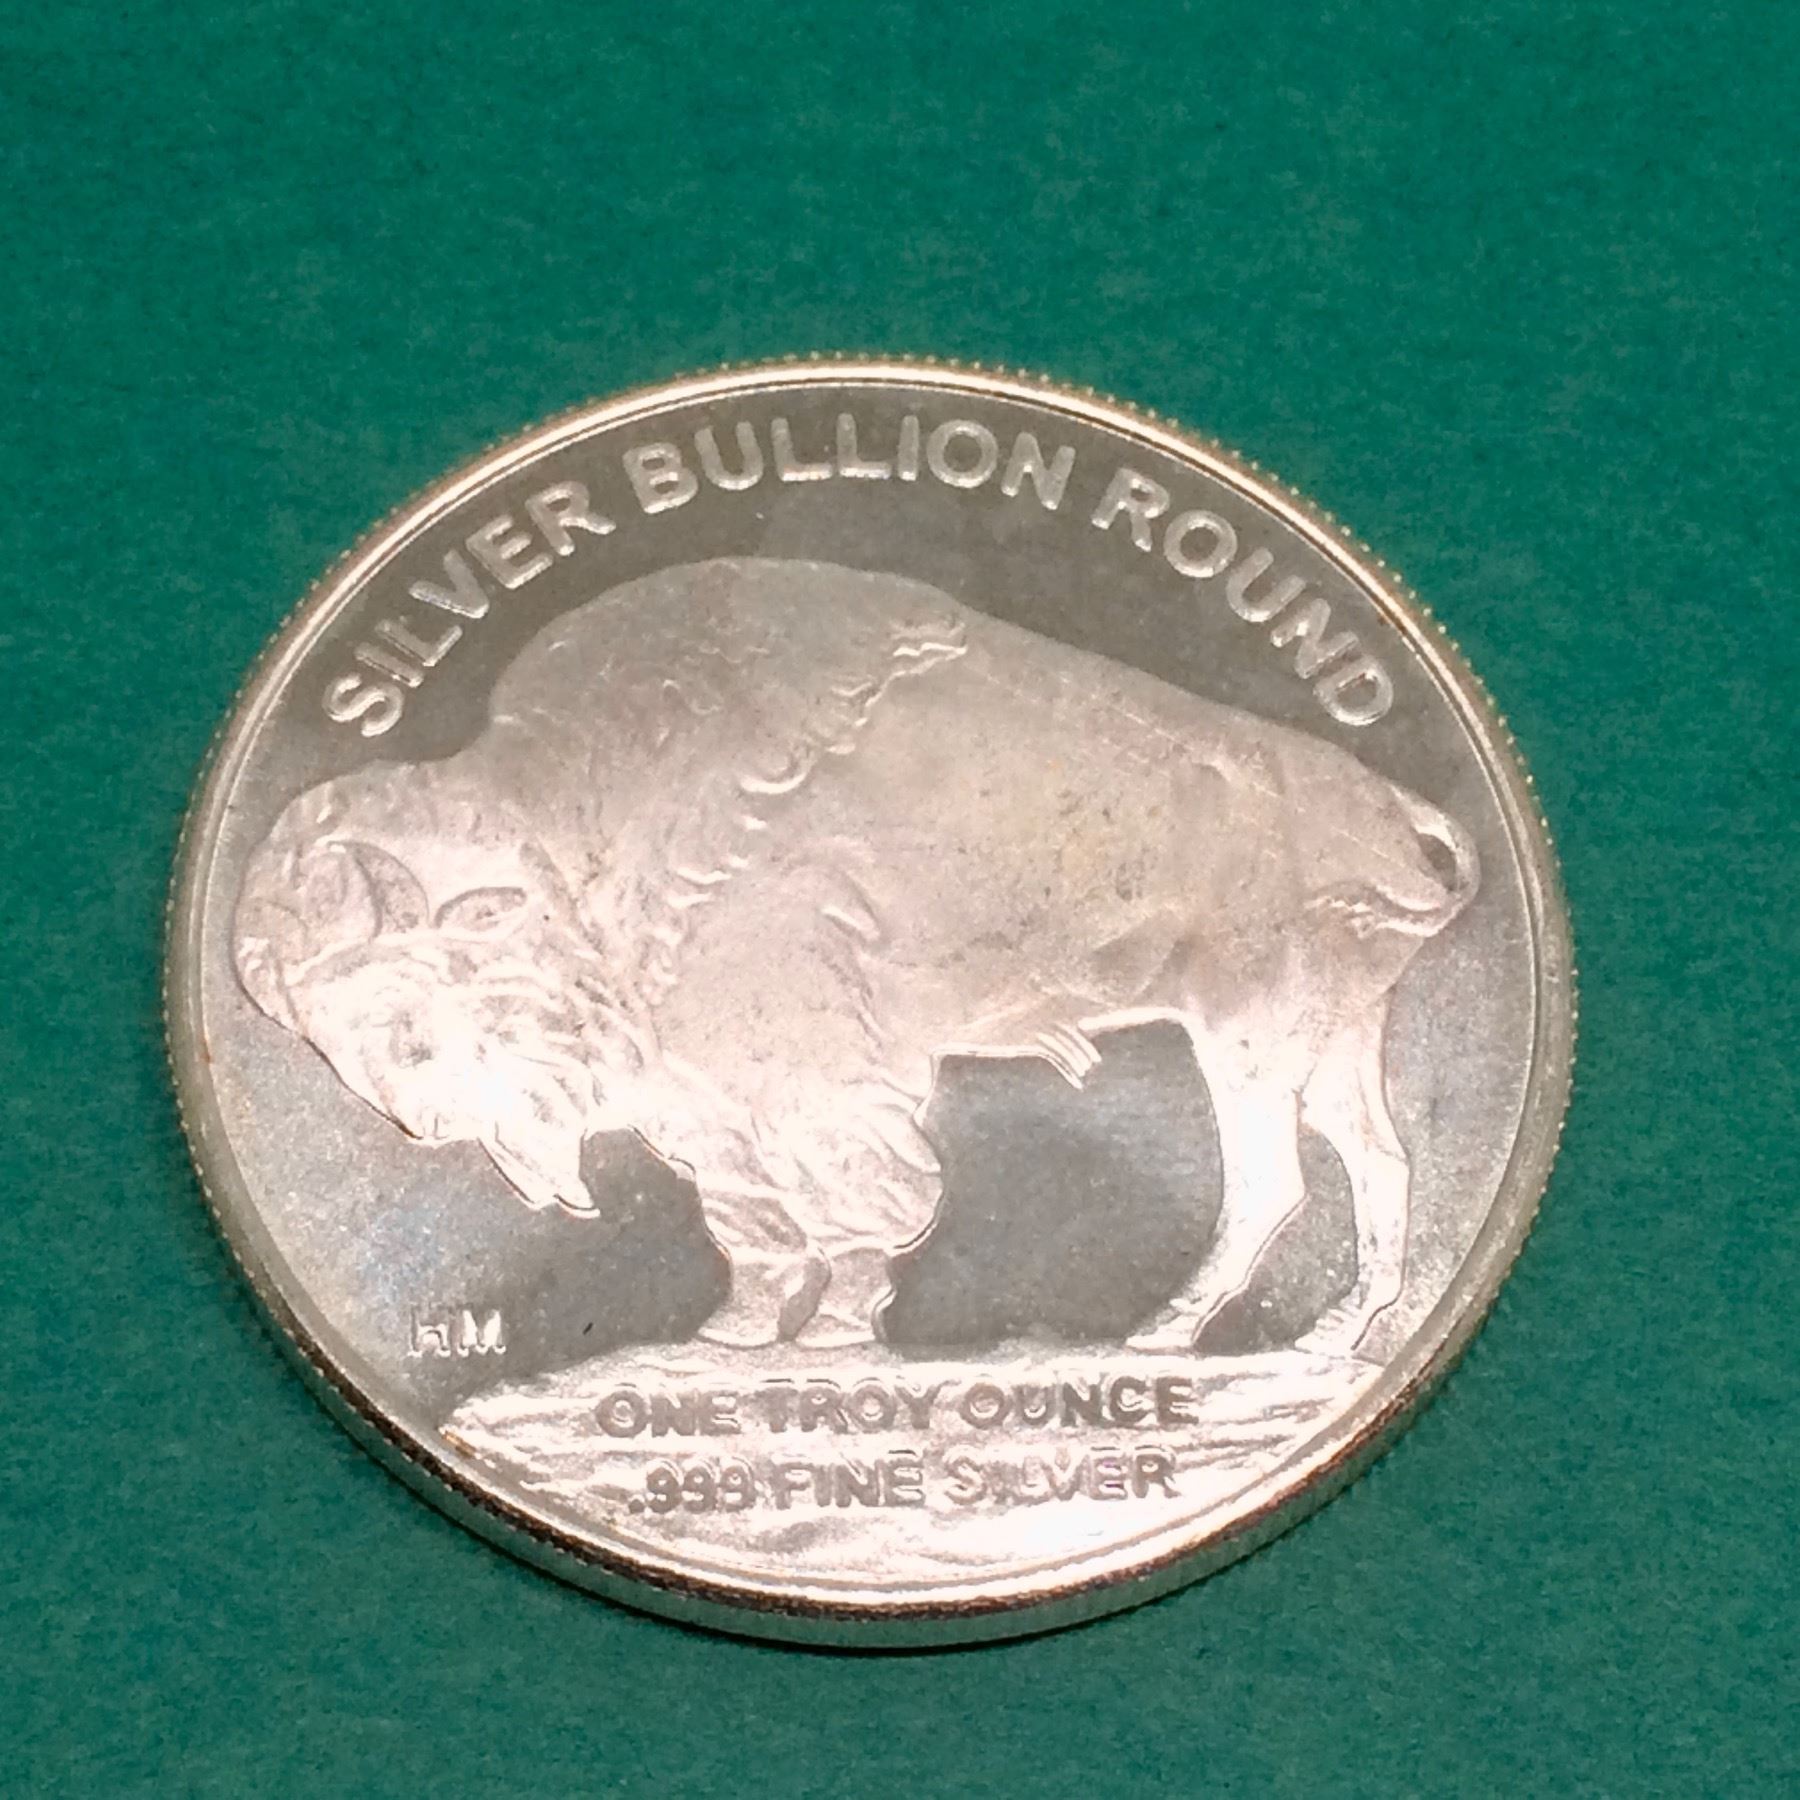 SILVER BULLION ROUND
HM
ONE TROY OUNCE
.999 FINE SILVER